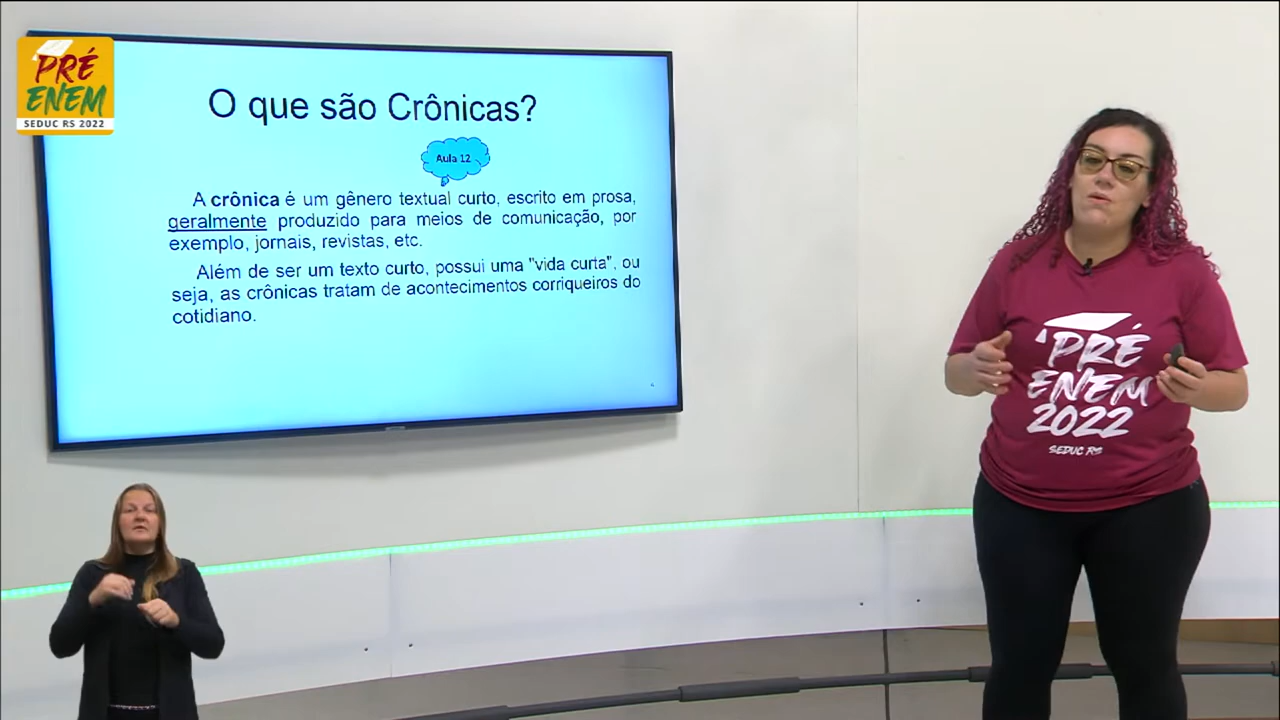 PRÉ
ENEM
SEDUC RS 2022
O que são Crônicas?
Aula 12
A crônica é um gênero textual curto, escrito em prosa,
geralmente produzido para meios de comunicação, por
exemplo, jornais, revistas, etc.
Além de ser um texto curto, possui uma "vida curta", ou
seja, as crônicas tratam de acontecimentos corriqueiros do
cotidiano.
PRÉ
ENEM
2022
SEDUC RS